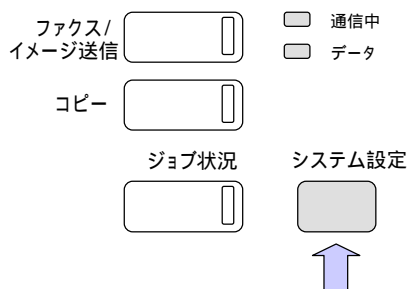 ファクス/
イメージ送信
通信中
データ
コピー
ジョブ状況
システム設定